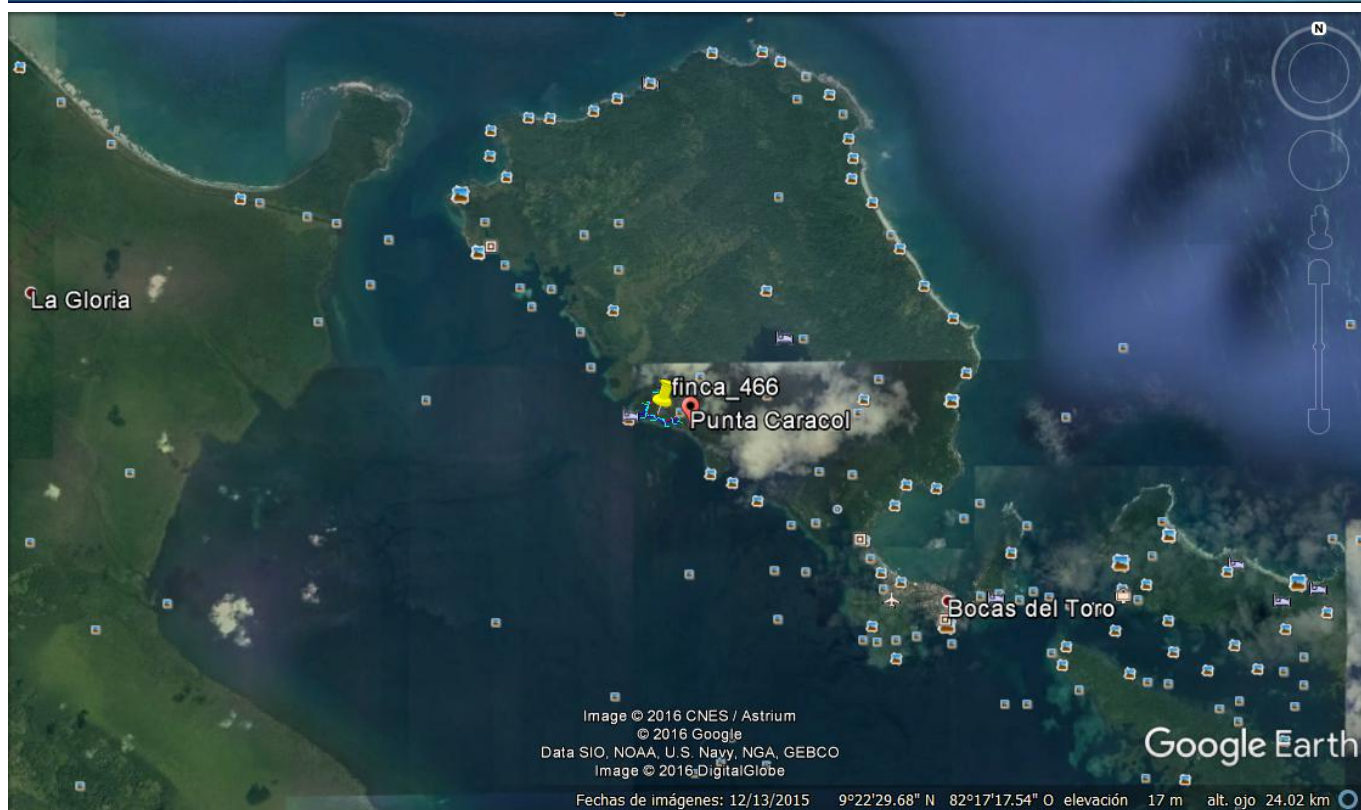 N
La Gloria
finca_466
Punta Caracol
Bocas del Toro
Image © 2016 CNES / Astrium
© 2016 Google
Data SIO, NOAA, U.S. Navy, NGA, GEBCO
Image © 2016 DigitalGlobe
Google Earth
Fechas de imágenes: 12/13/2015 9°22'29.68" N 82°17'17.54" O elevación 17 m alt. ojo 24.02 km